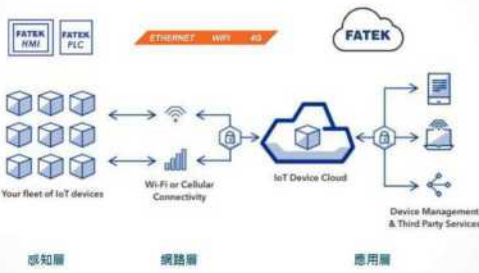 FATEK
HMI
FATEK
PLC
ETHERNET WIFI 4G
FATEK
Your fleet of IoT devices
Wi-Fi or Cellular
Connectivity
IoT Device Cloud
Device Management
& Third Party Services
感知層
網路層
應用層